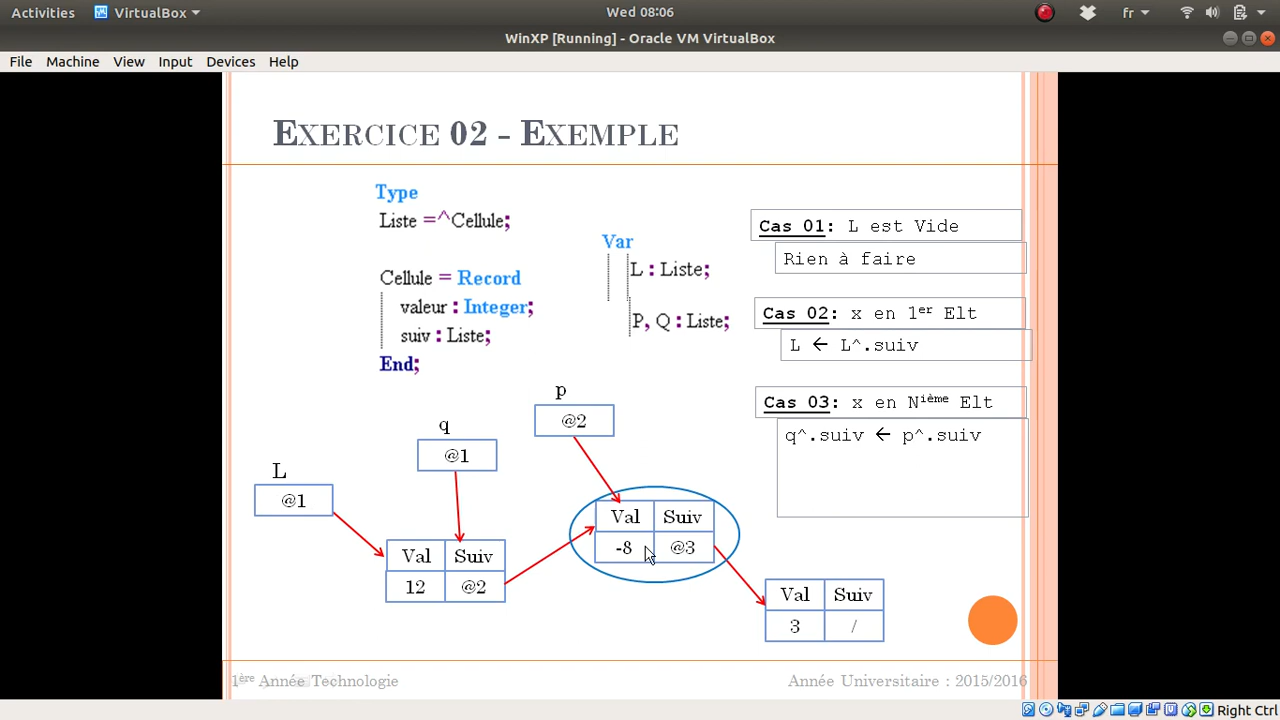 Activities VirtualBox Wed 08:06 fr
WinXP [Running] - Oracle VM VirtualBox
File Machine View Input Devices Help
EXERCICE 02 - EXEMPLE
Type
Liste =^Cellule;
Cellule = Record
valeur : Integer;
suiv : Liste;
End;
Var
L : Liste;
P, Q : Liste;
Cas 01: L est Vide
Rien à faire
Cas 02: x en 1er Elt
L ← L^.suiv
Cas 03: x en Nième Elt
q^.suiv ← p^.suiv
p
@2
q
@1
L
@1
Val Suiv
12 @2
Val Suiv
-8 @3
Val Suiv
3 /
1ère Année Technologie
Année Universitaire : 2015/2016
Right Ctrl